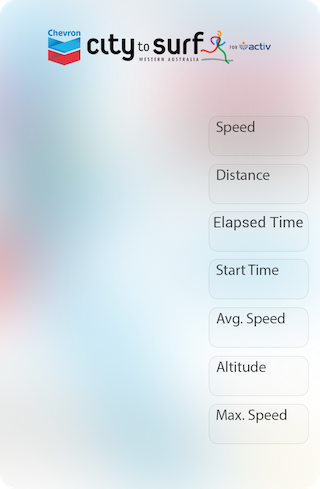 Chevron
city to surf FOR activ
WESTERN AUSTRALIA
Speed
Distance
Elapsed Time
Start Time
Avg. Speed
Altitude
Max. Speed